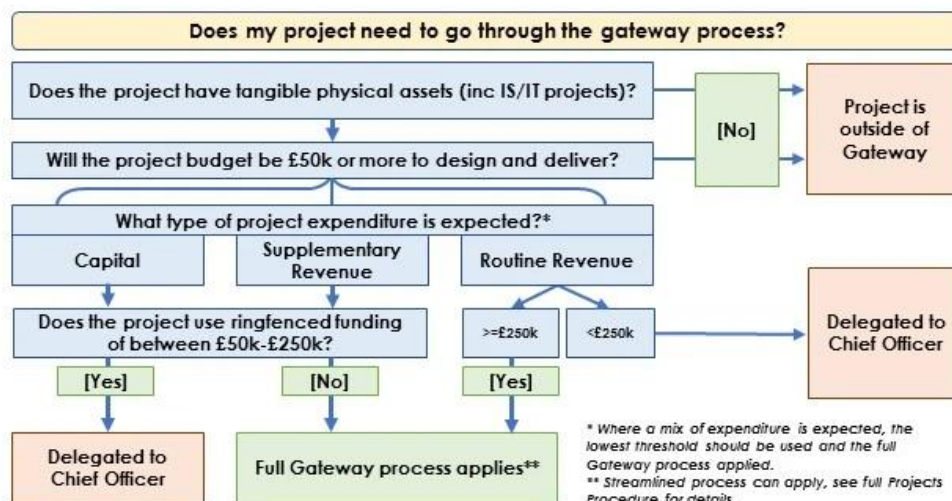 Does my project need to go through the gateway process?
Does the project have tangible physical assets (inc IS/IT projects)?
[No]
Project is
outside of
Gateway
Will the project budget be £50k or more to design and deliver?
What type of project expenditure is expected?*
Capital
Supplementary
Revenue
Routine Revenue
Does the project use ringfenced funding
of between £50k-£250k?
>=£250k
<£250k
Delegated to
Chief Officer
[Yes]
[No]
[Yes]
Delegated to
Chief Officer
Full Gateway process applies**
* Where a mix of expenditure is expected, the
lowest threshold should be used and the full
Gateway process applied.
** Streamlined process can apply, see full Projects
Procedure for details